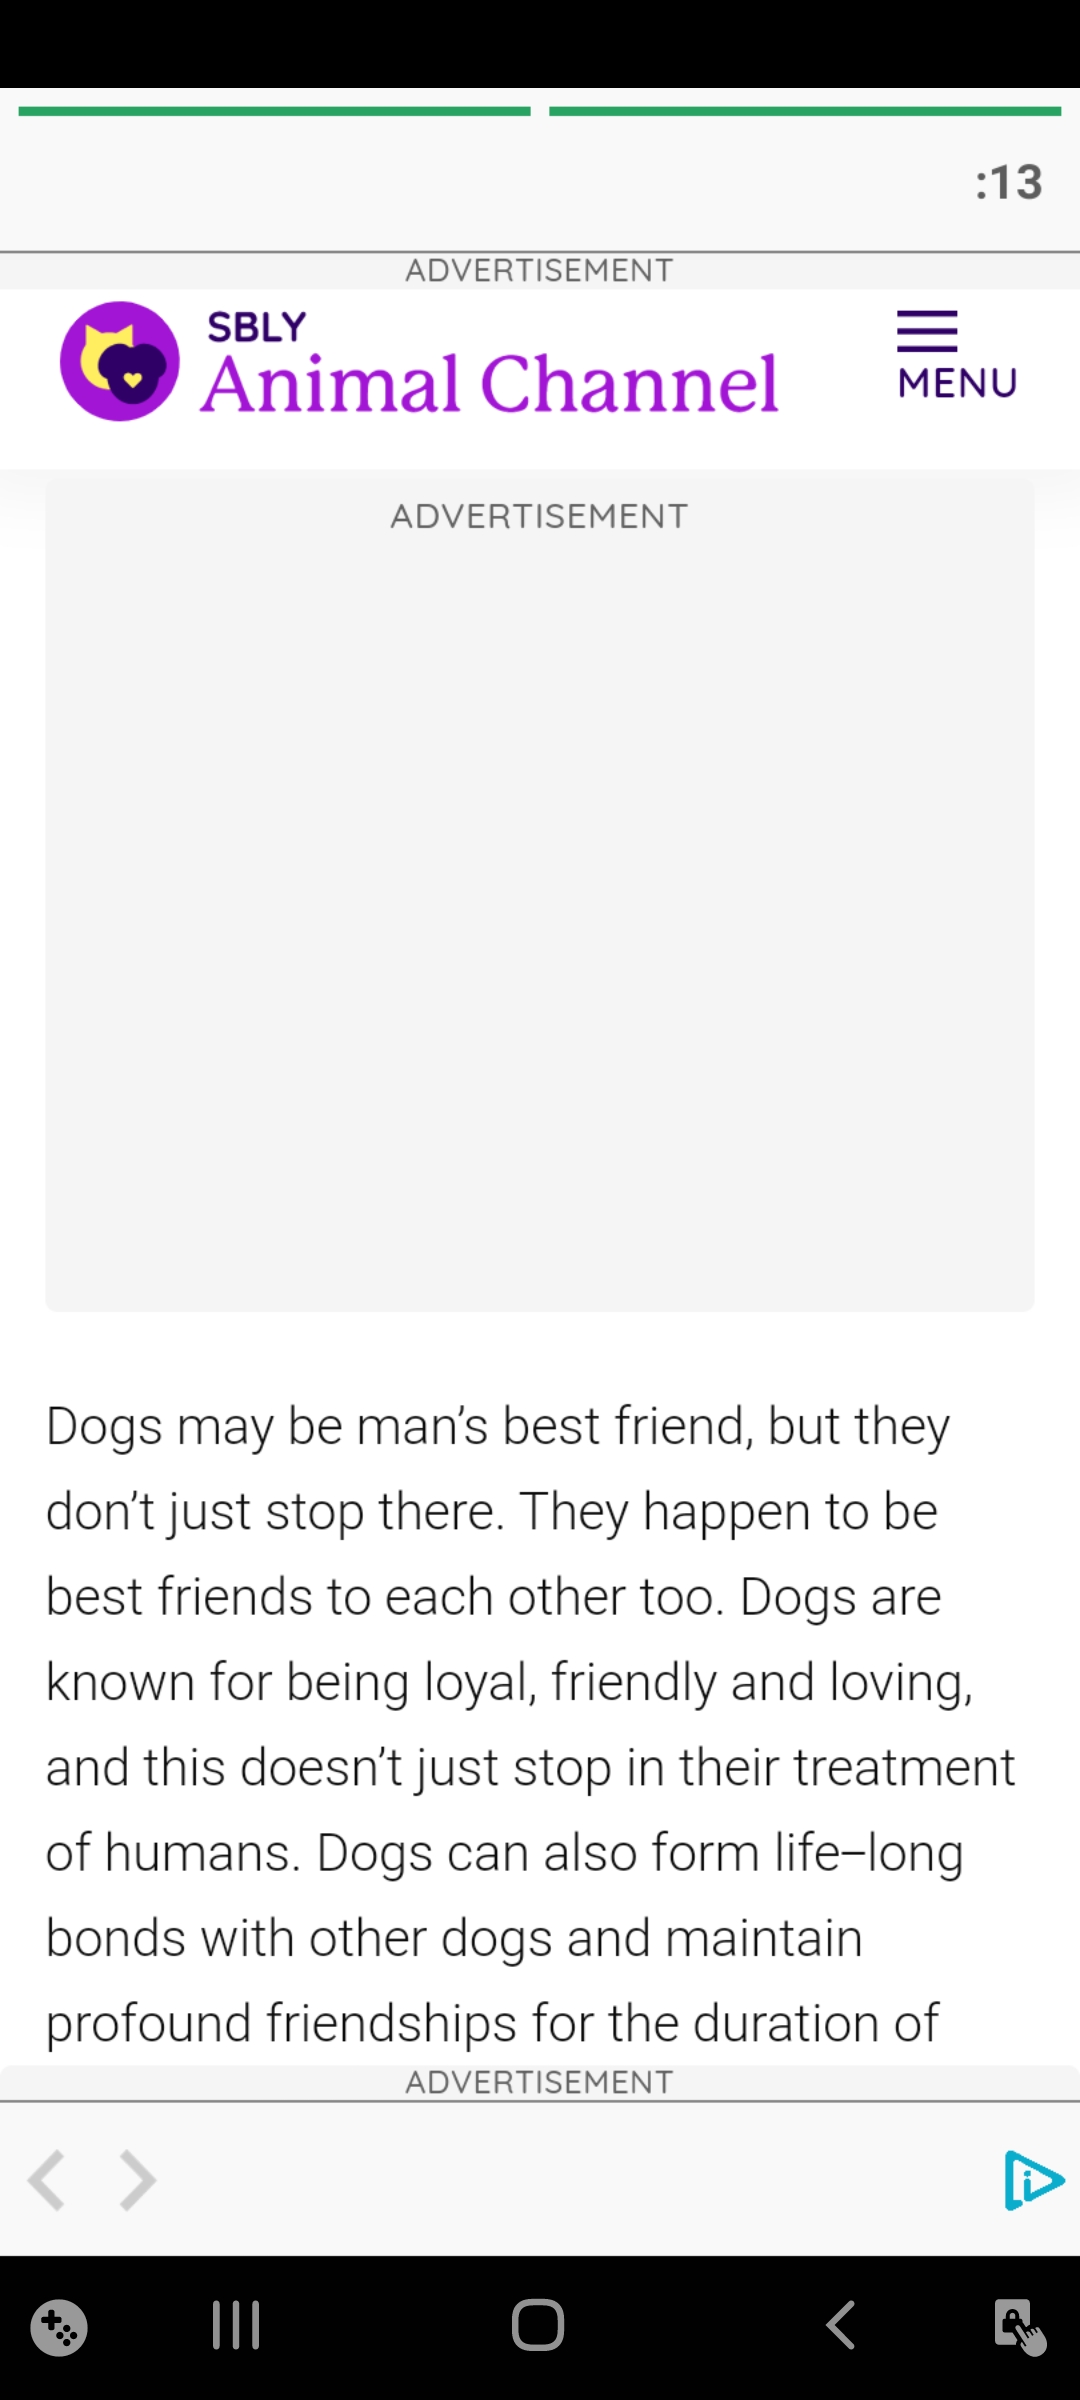 :13
ADVERTISEMENT
SBLY
Animal Channel
MENU
ADVERTISEMENT
Dogs may be man’s best friend, but they
don’t just stop there. They happen to be
best friends to each other too. Dogs are
known for being loyal, friendly and loving,
and this doesn’t just stop in their treatment
of humans. Dogs can also form life–long
bonds with other dogs and maintain
profound friendships for the duration of
ADVERTISEMENT